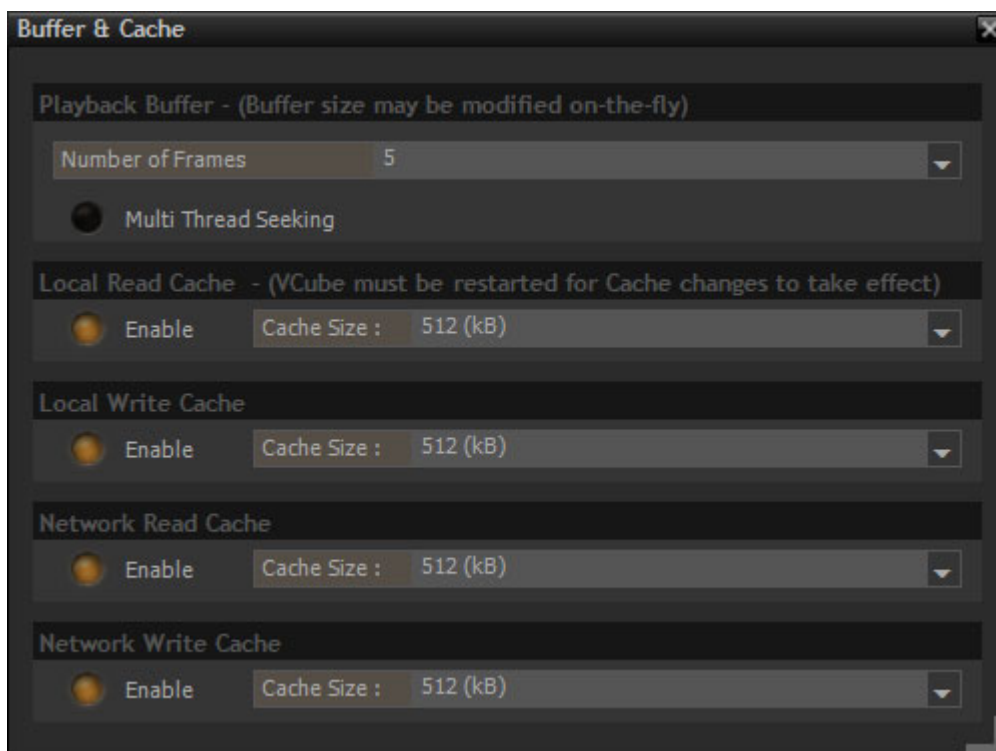 Buffer & Cache
Playback Buffer - (Buffer size may be modified on-the-fly)
Number of Frames 5
Multi Thread Seeking
Local Read Cache - (VCube must be restarted for Cache changes to take effect)
Enable Cache Size : 512 (kB)
Local Write Cache
Enable Cache Size : 512 (kB)
Network Read Cache
Enable Cache Size : 512 (kB)
Network Write Cache
Enable Cache Size : 512 (kB)